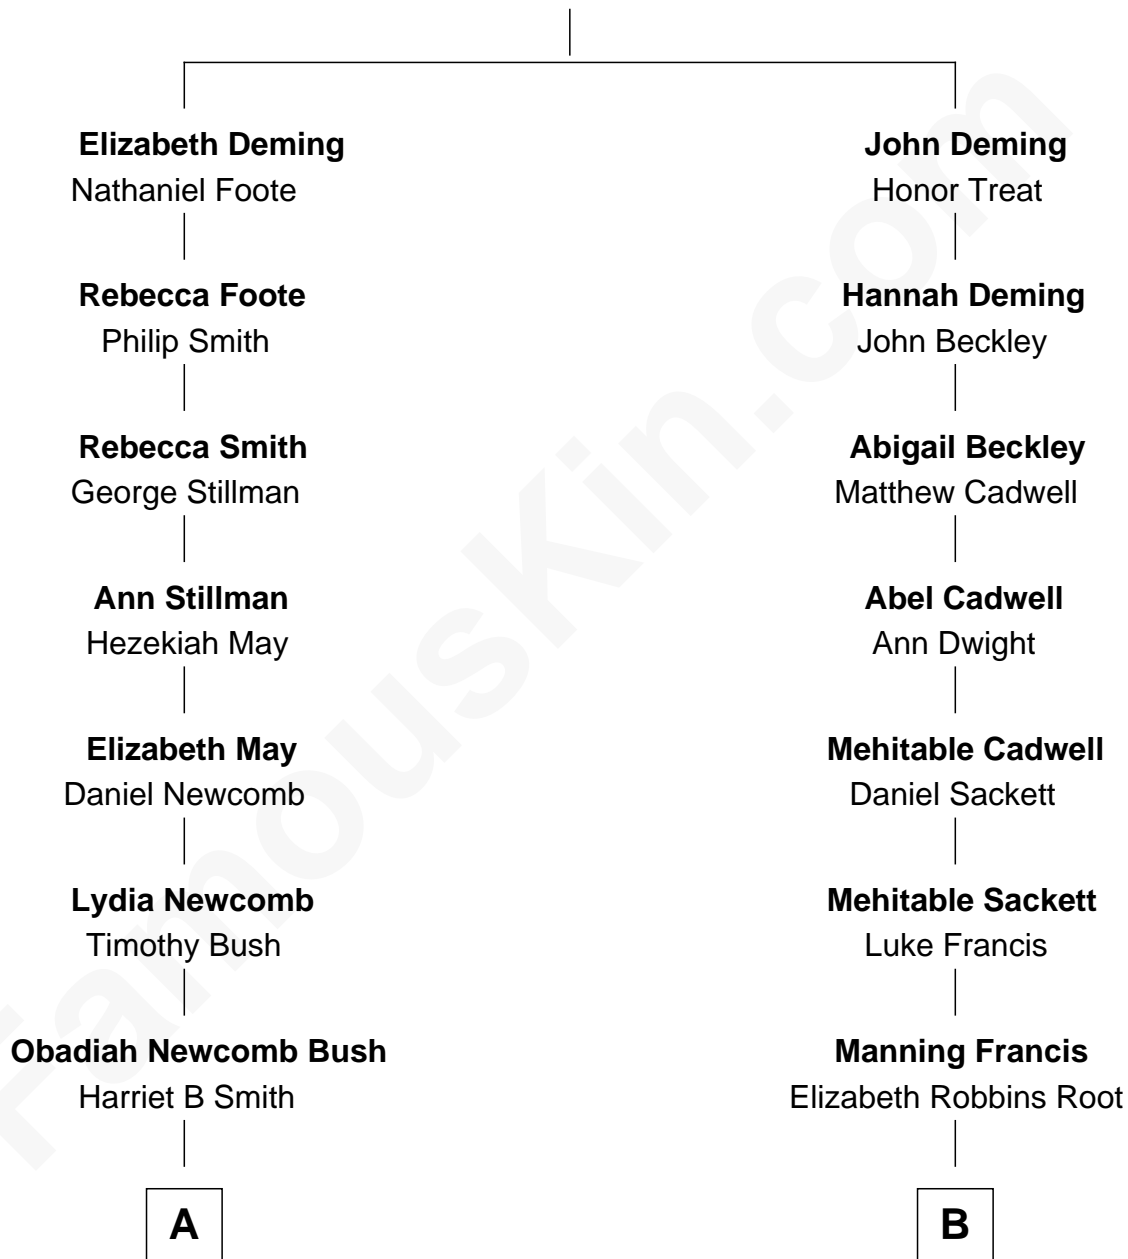 Elizabeth Deming
Nathaniel Foote
Rebecca Foote
Philip Smith
Rebecca Smith
George Stillman
Ann Stillman
Hezekiah May
Elizabeth May
Daniel Newcomb
Lydia Newcomb
Timothy Bush
Obadiah Newcomb Bush
Harriet B Smith
A
John Deming
Honor Treat
Hannah Deming
John Beckley
Abigail Beckley
Matthew Cadwell
Abel Cadwell
Ann Dwight
Mehitable Cadwell
Daniel Sackett
Mehitable Sackett
Luke Francis
Manning Francis
Elizabeth Robbins Root
B
FamousKin.com